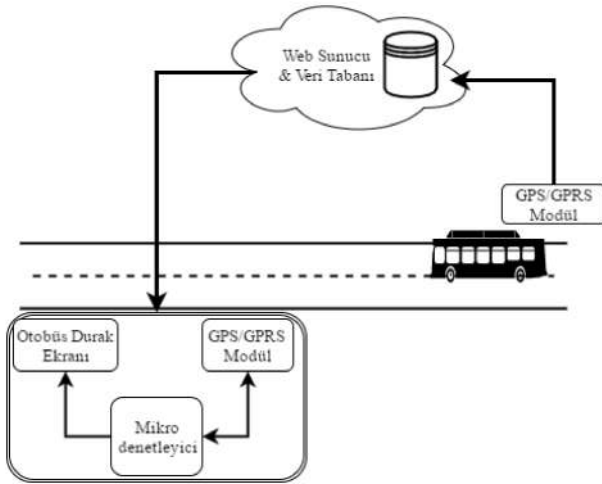 Web Sunucu
& Veri Tabanı
GPS/GPRS
Modül
Otobüs Durak
Ekranı
GPS/GPRS
Modül
Mikro
denetleyici